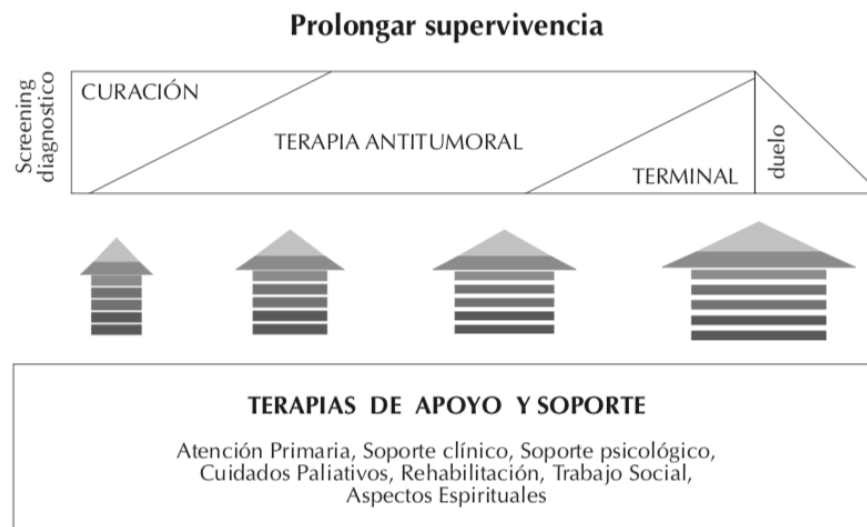 Prolongar supervivencia
Screening
diagnostico
CURACIÓN
TERAPIA ANTITUMORAL
TERMINAL
duelo
TERAPIAS DE APOYO Y SOPORTE
Atención Primaria, Soporte clínico, Soporte psicológico,
Cuidados Paliativos, Rehabilitación, Trabajo Social,
Aspectos Espirituales